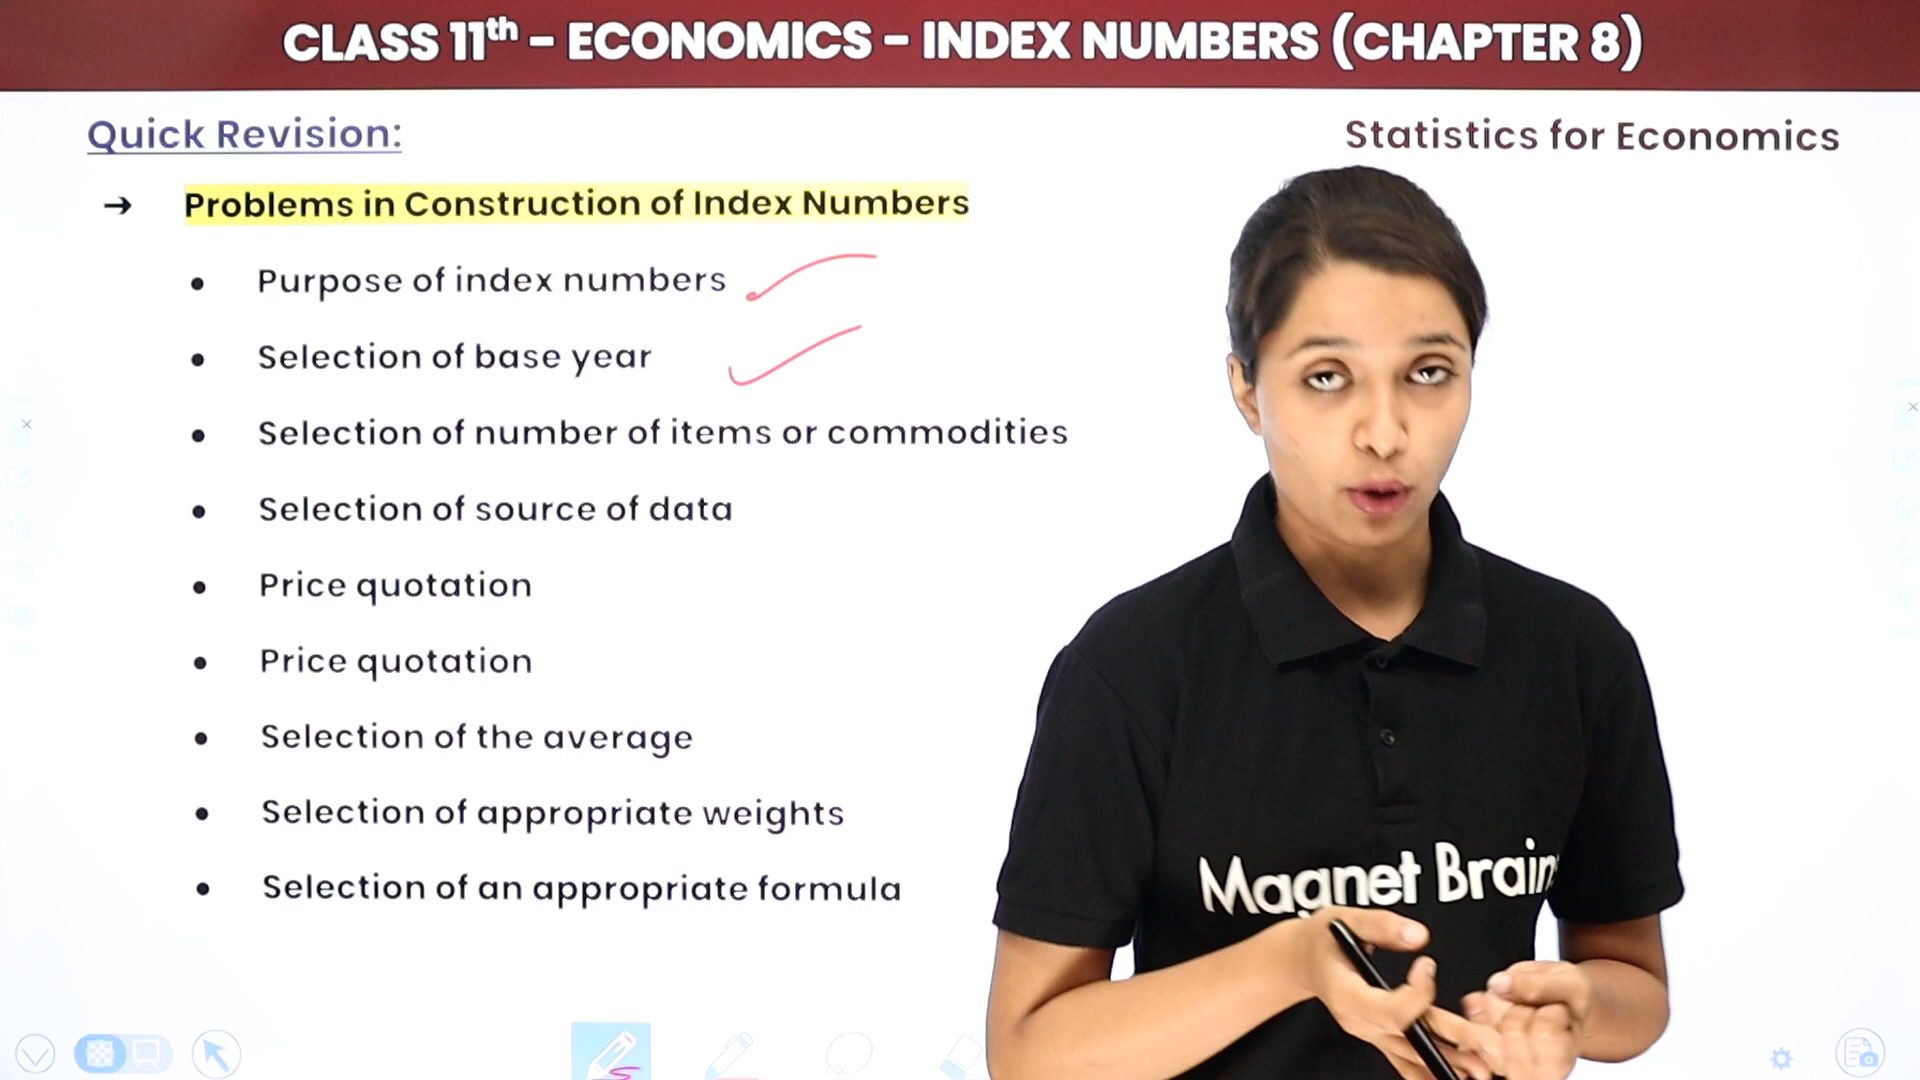 CLASS 11th - ECONOMICS - INDEX NUMBERS (CHAPTER 8)
Quick Revision:
Statistics for Economics
→ Problems in Construction of Index Numbers
• Purpose of index numbers
• Selection of base year
• Selection of number of items or commodities
• Selection of source of data
• Price quotation
• Price quotation
• Selection of the average
• Selection of appropriate weights
• Selection of an appropriate formula
Magnet Brain